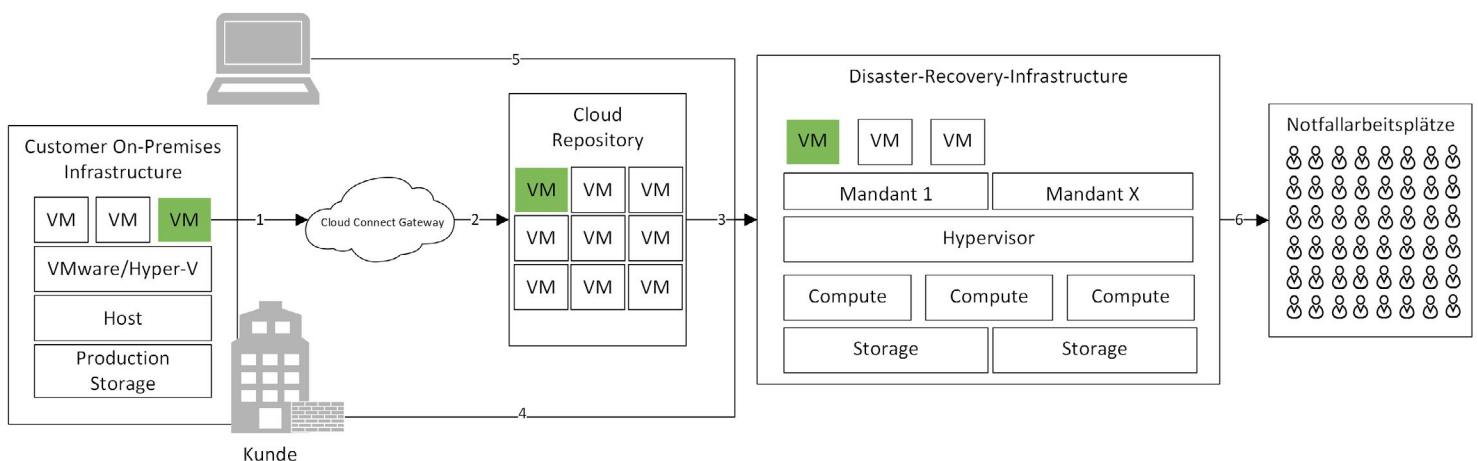 5
Customer On-Premises
Infrastructure
VM
VM
VM
VMware/Hyper-V
Host
Production
Storage
Kunde
1
Cloud Connect Gateway
2
Cloud
Repository
VM
VM
VM
VM
VM
VM
VM
VM
VM
3
4
Disaster-Recovery-Infrastructure
VM
VM
VM
Mandant 1
Mandant X
Hypervisor
Compute
Compute
Compute
Storage
Storage
6
Notfallarbeitsplätze